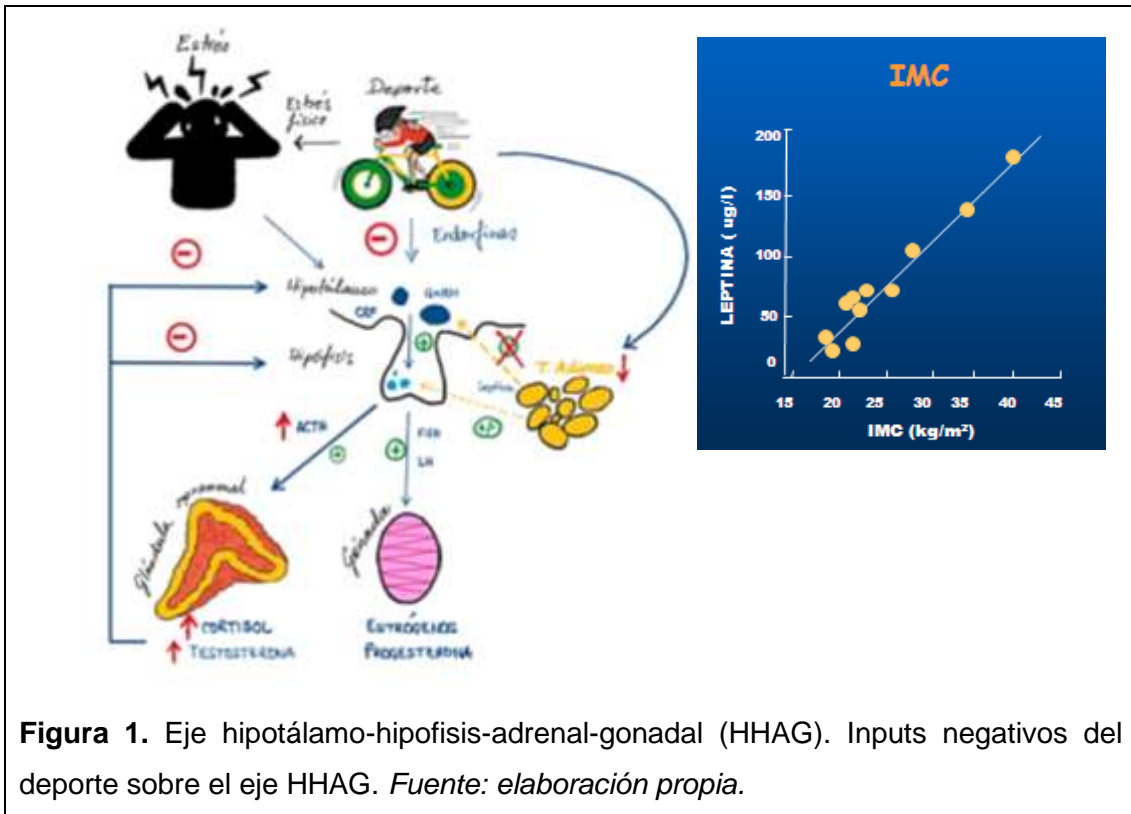 Estrés
Deporte
Estrés
físico
Endorfinas
Hipotálamo
GnRH
CRF
Hipófisis
T. Adiposo
Leptina
+/-
ACTH
FSH
LH
Glándula suprarrenal
Gónada
CORTISOL
TESTOSTERONA
ESTRÓGENOS
PROGESTERONA
IMC
LEPTINA ( ug/l)
200
150
100
50
0
15 20 25 30 35 40 45
IMC (kg/m²)
Figura 1. Eje hipotálamo-hipofisis-adrenal-gonadal (HHAG). Inputs negativos del
deporte sobre el eje HHAG. Fuente: elaboración propia.